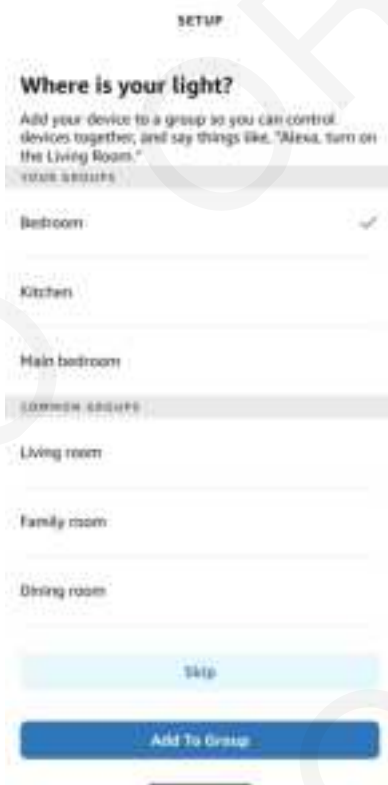 SETUP
Where is your light?
Add your device to a group so you can control
devices together, and say things like, "Alexa, turn on
the Living Room."
YOUR GROUPS
Bedroom
Kitchen
Main bedroom
COMMON GROUPS
Living room
Family room
Dining room
Skip
Add To Group